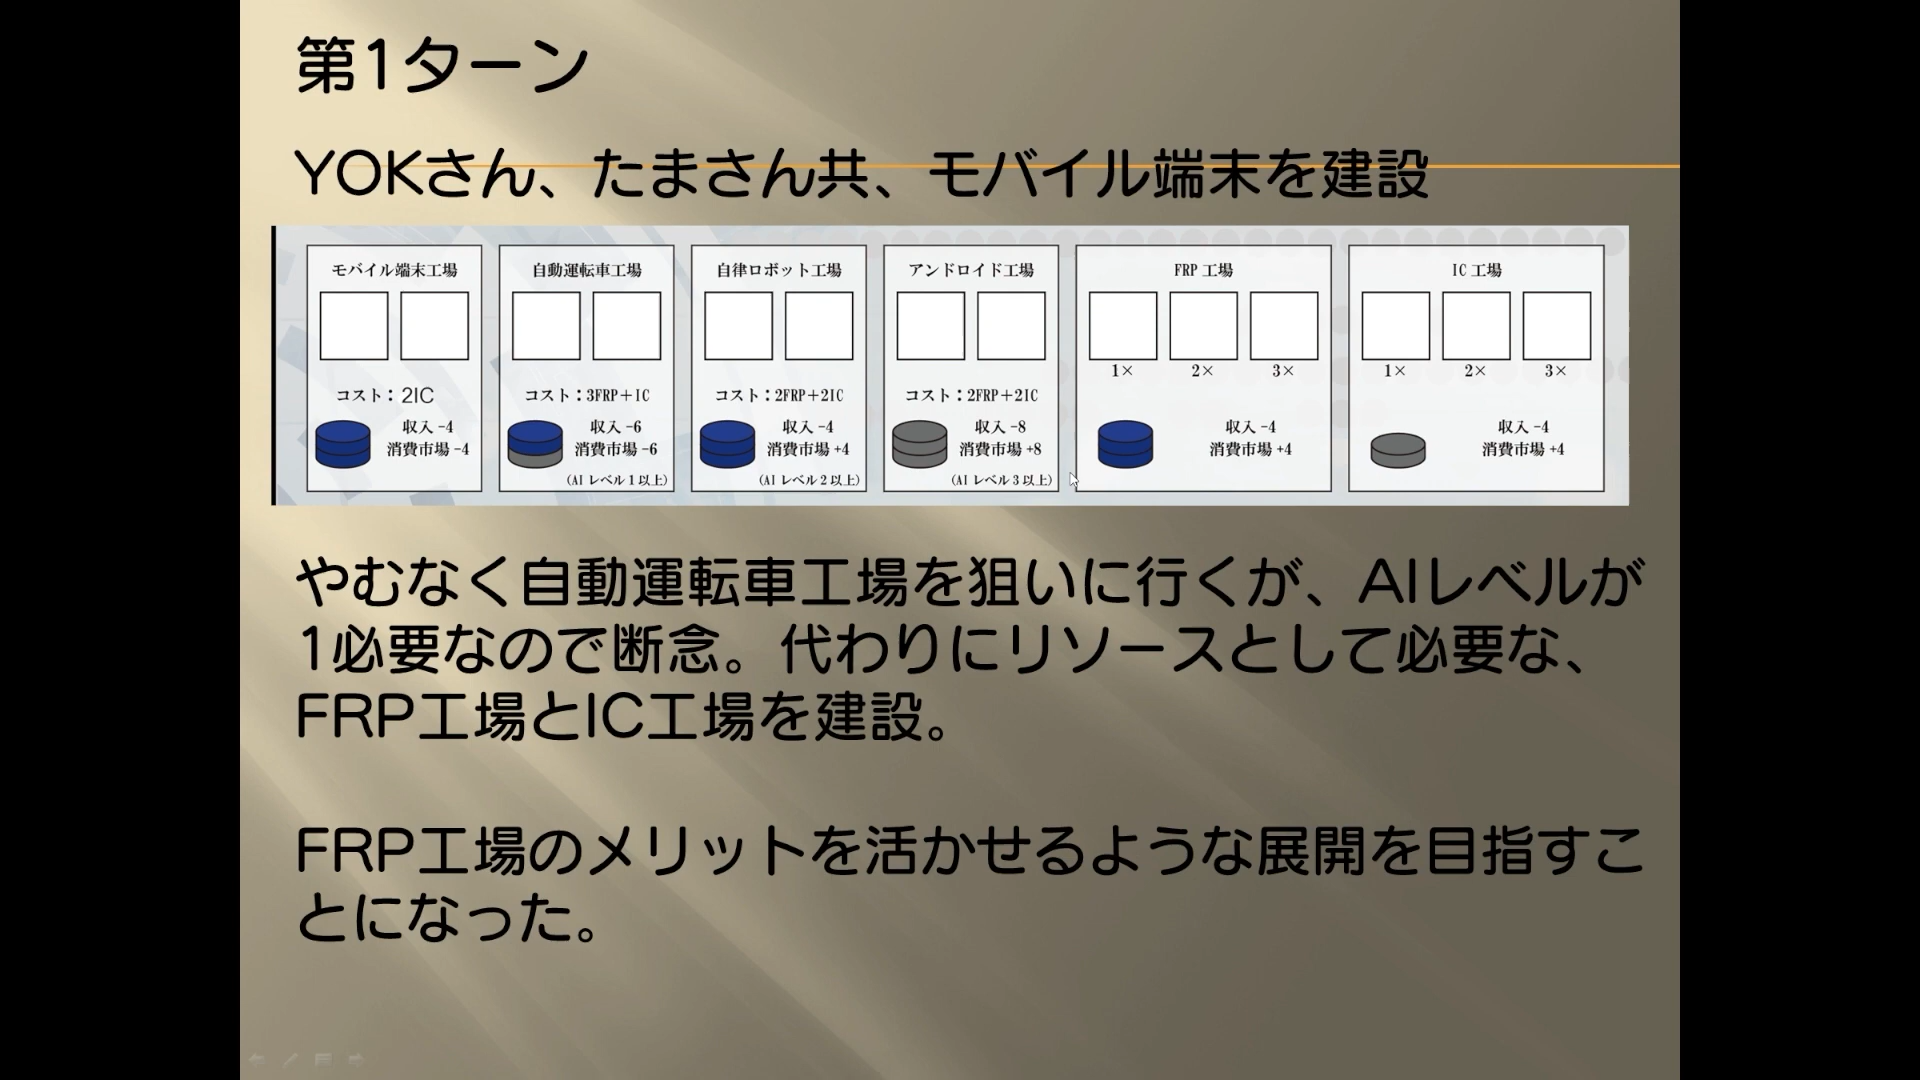 第1ターン
YOKさん、たまさん共、モバイル端末を建設
モバイル端末工場
コスト：2IC
収入 -4
消費市場 -4
自動運転車工場
コスト：3FRP＋IC
収入 -6
消費市場 -6
(AI レベル 1 以上)
自律ロボット工場
コスト：2FRP＋2IC
収入 -4
消費市場 +4
(AI レベル 2 以上)
アンドロイド工場
コスト：2FRP＋2IC
収入 -8
消費市場 +8
(AI レベル 3 以上)
FRP 工場
1× 2× 3×
収入 -4
消費市場 +4
IC 工場
1× 2× 3×
収入 -4
消費市場 +4
やむなく自動運転車工場を狙いに行くが、AIレベルが
1必要なので断念。代わりにリソースとして必要な、
FRP工場とIC工場を建設。
FRP工場のメリットを活かせるような展開を目指すこ
とになった。